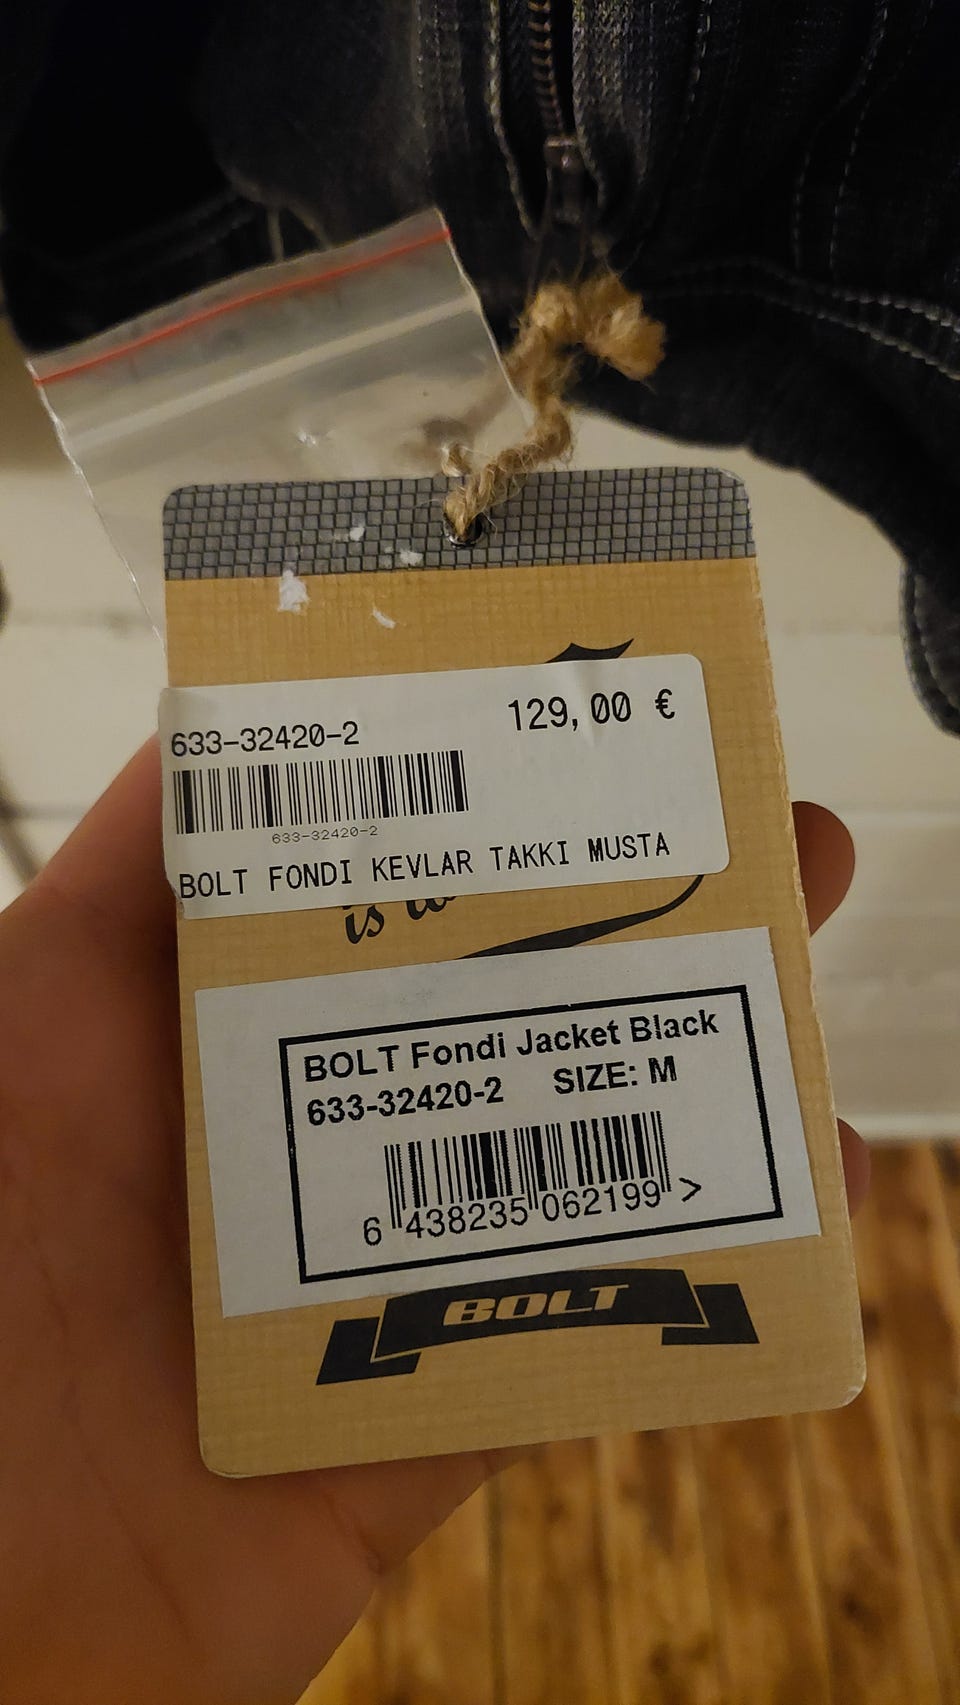 633-32420-2
129,00 €
633-32420-2
BOLT FONDI KEVLAR TAKKI MUSTA
is
BOLT Fondi Jacket Black
633-32420-2 SIZE: M
6 438235 062199 >
BOLT